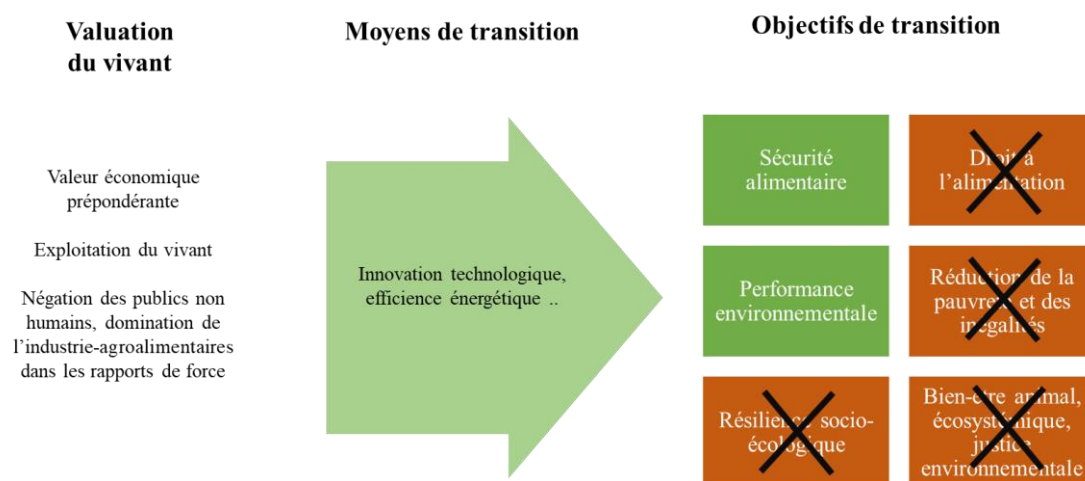 Valuation
du vivant
Moyens de transition
Objectifs de transition
Valeur économique
prépondérante
Exploitation du vivant
Négation des publics non
humains, domination de
l'industrie-agroalimentaires
dans les rapports de force
Innovation technologique,
efficience énergétique ..
Sécurité
alimentaire
Droit à
l'alimentation
Performance
environnementale
Réduction de la
pauvreté et des
inégalités
Résilience socio-
écologique
Bien-etre animal,
écosystémique,
justice
environnementale